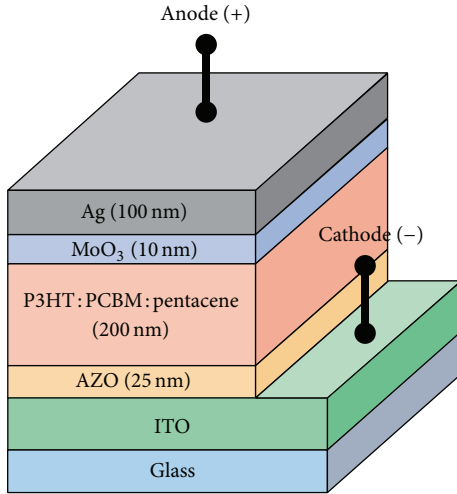 Anode (+)
Ag (100 nm)
MoO₃ (10 nm)
Cathode (−)
P3HT : PCBM : pentacene
(200 nm)
AZO (25 nm)
ITO
Glass